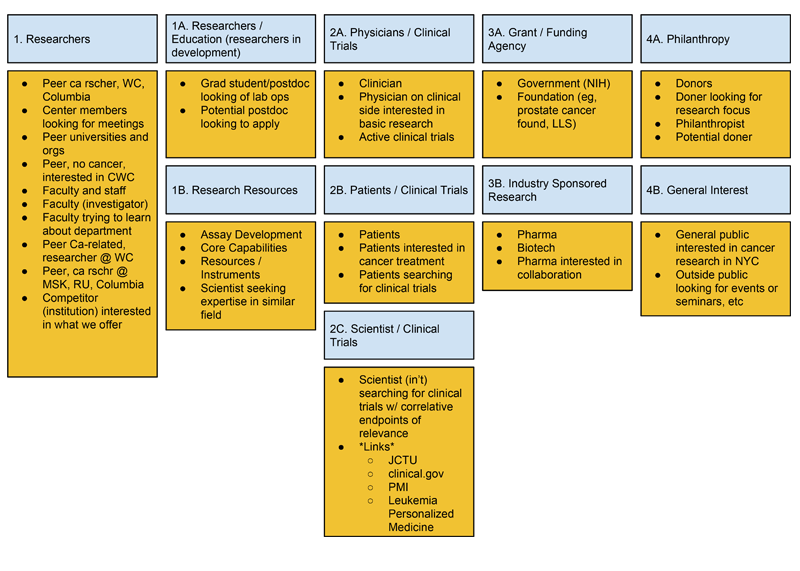 1. Researchers
● Peer ca rscher, WC,
Columbia
● Center members
looking for meetings
● Peer universities and
orgs
● Peer, no cancer,
interested in CWC
● Faculty and staff
● Faculty (investigator)
● Faculty trying to learn
about department
● Peer Ca-related,
researcher @ WC
● Peer, ca rschr @
MSK, RU, Columbia
● Competitor
(institution) interested
in what we offer
1A. Researchers /
Education (researchers in
development)
● Grad student/postdoc
looking of lab ops
● Potential postdoc
looking to apply
1B. Research Resources
● Assay Development
● Core Capabilities
● Resources /
Instruments
● Scientist seeking
expertise in similar
field
2A. Physicians / Clinical
Trials
● Clinician
● Physician on clinical
side interested in
basic research
● Active clinical trials
2B. Patients / Clinical Trials
● Patients
● Patients interested in
cancer treatment
● Patients searching
for clinical trials
2C. Scientist / Clinical
Trials
● Scientist (in't)
searching for clinical
trials w/ correlative
endpoints of
relevance
● *Links*
○ JCTU
○ clinical.gov
○ PMI
○ Leukemia
Personalized
Medicine
3A. Grant / Funding
Agency
● Government (NIH)
● Foundation (eg,
prostate cancer
found, LLS)
3B. Industry Sponsored
Research
● Pharma
● Biotech
● Pharma interested in
collaboration
4A. Philanthropy
● Donors
● Doner looking for
research focus
● Philanthropist
● Potential doner
4B. General Interest
● General public
interested in cancer
research in NYC
● Outside public
looking for events or
seminars, etc